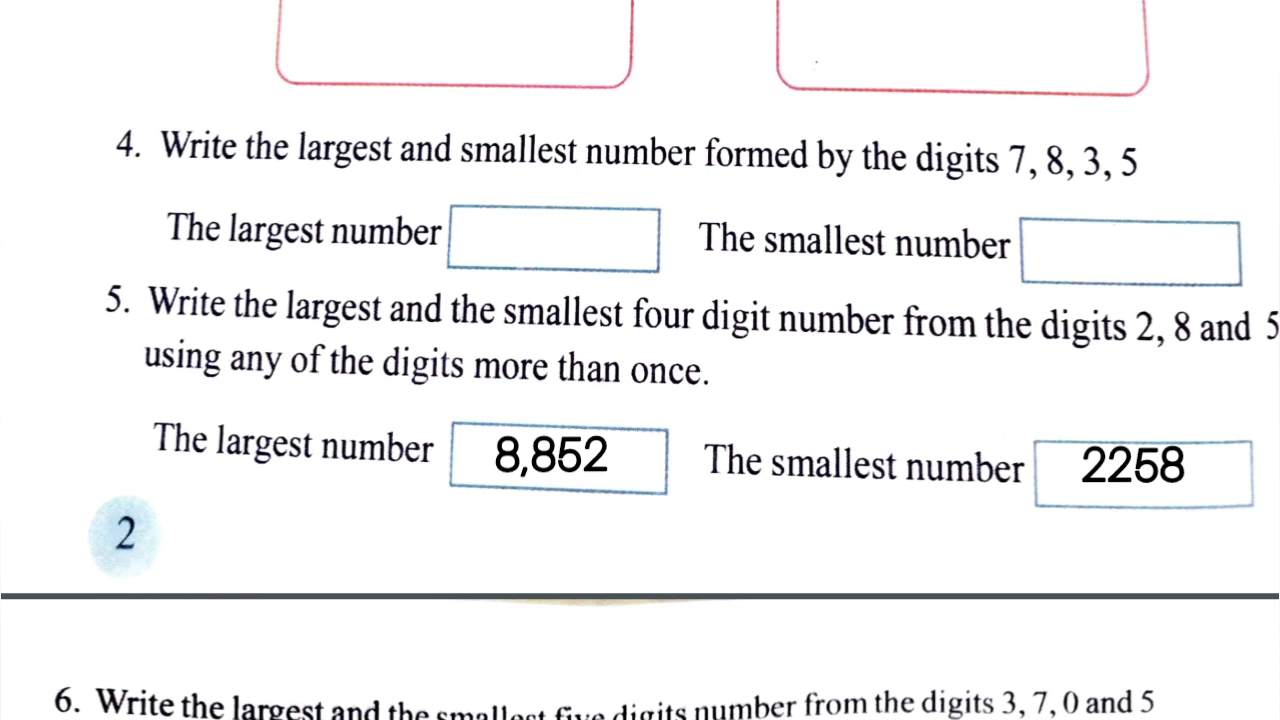 4. Write the largest and smallest number formed by the digits 7, 8, 3, 5
The largest number The smallest number
5. Write the largest and the smallest four digit number from the digits 2, 8 and 5
using any of the digits more than once.
The largest number 8,852 The smallest number 2258
2
6. Write the largest and the smallest five digits number from the digits 3, 7, 0 and 5